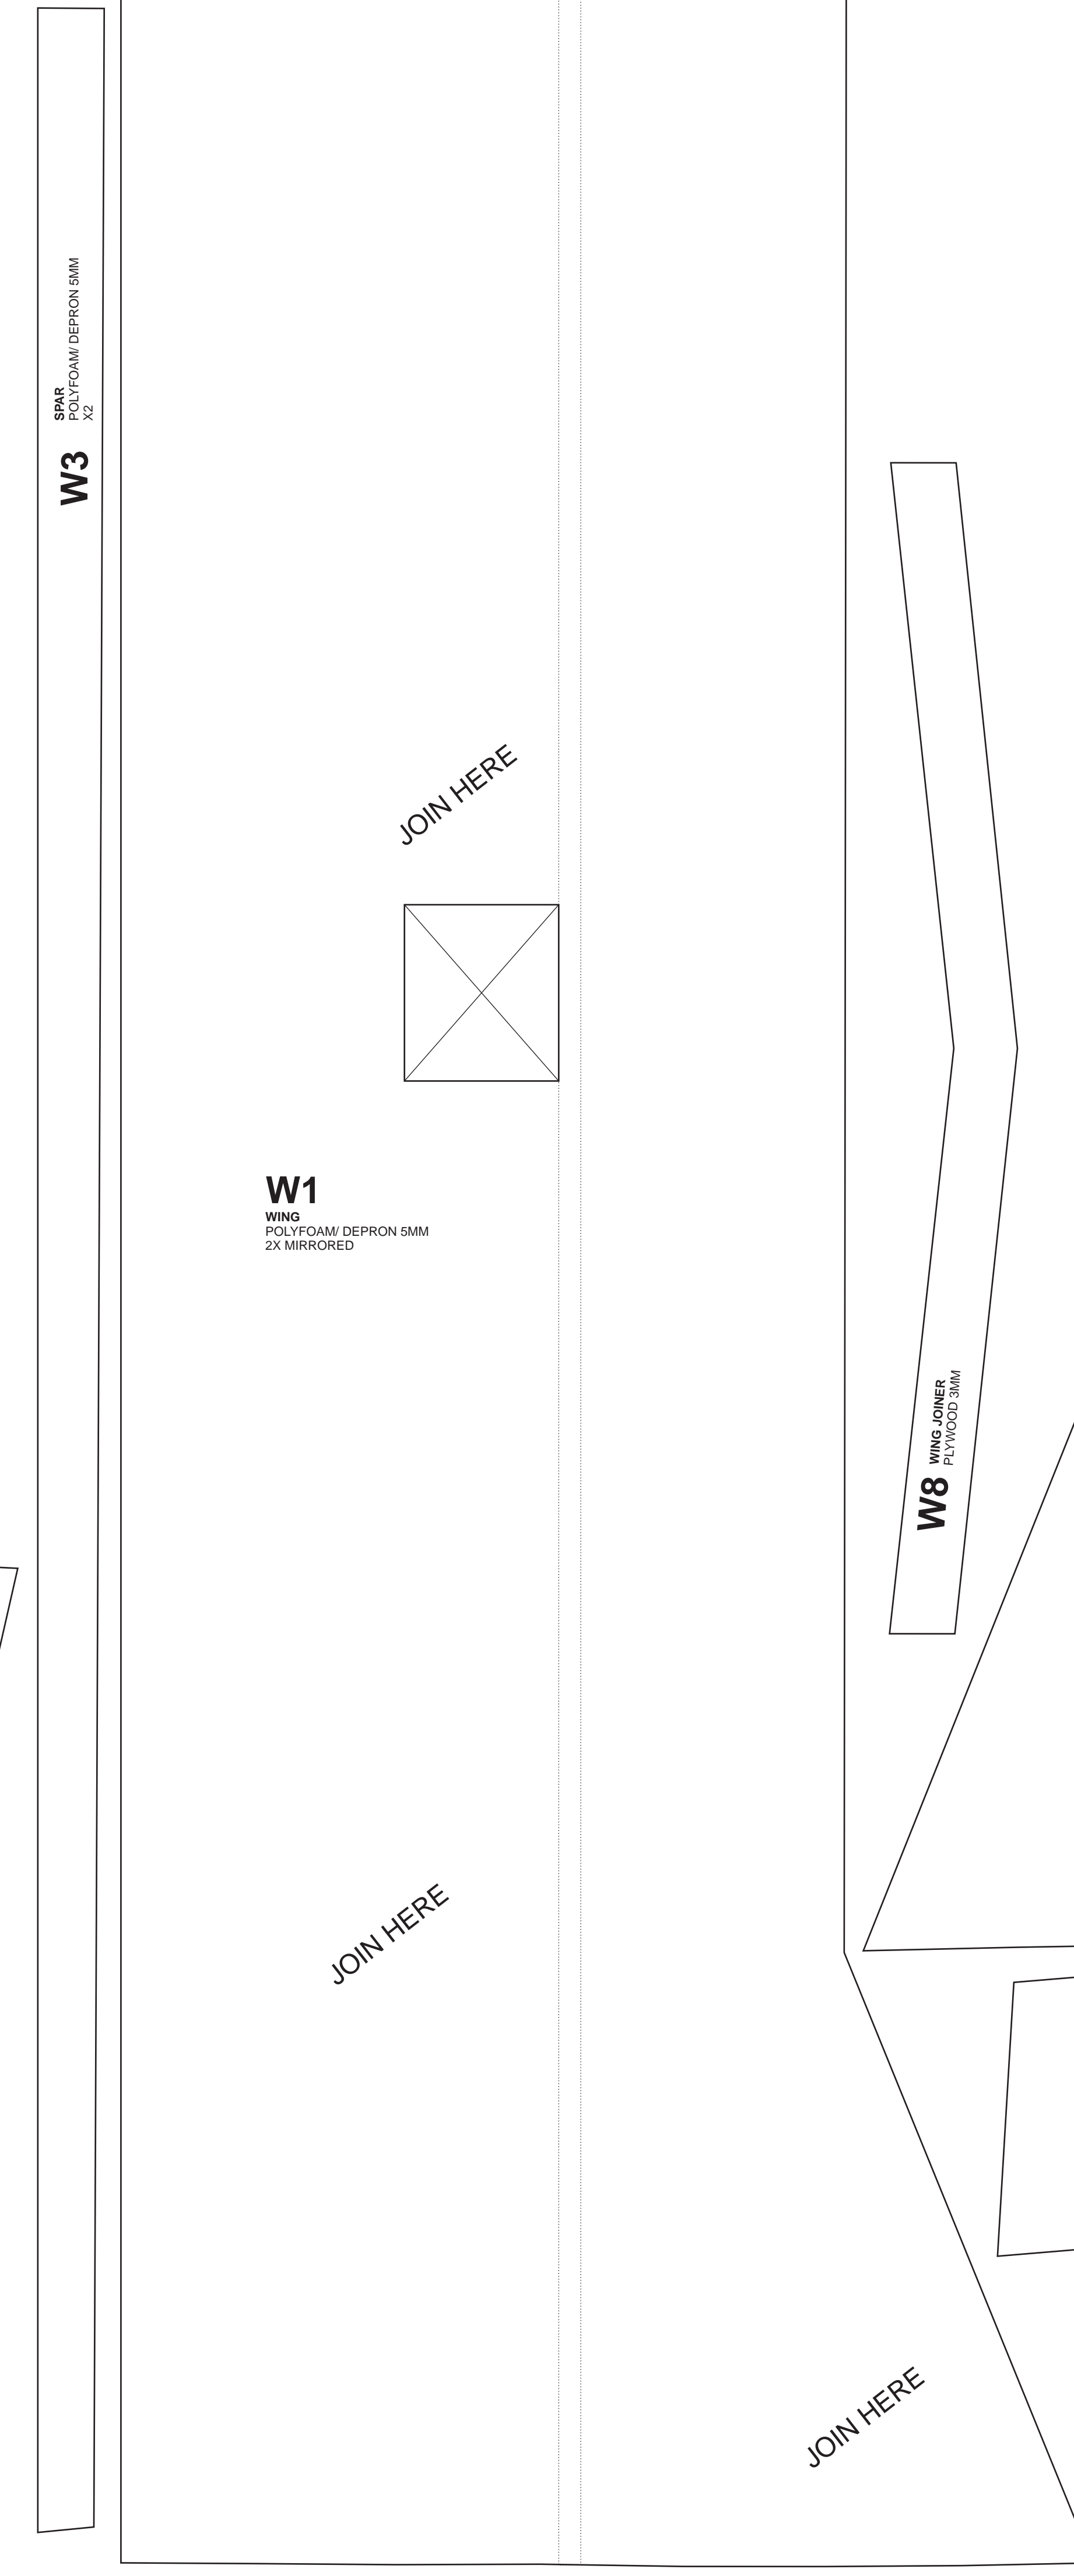 SPAR
POLYFOAM/ DEPRON 5MM
X2
W3
JOIN HERE
W1
WING
POLYFOAM/ DEPRON 5MM
2X MIRRORED
WING JOINER
PLYWOOD 3MM
W8
JOIN HERE
JOIN HERE